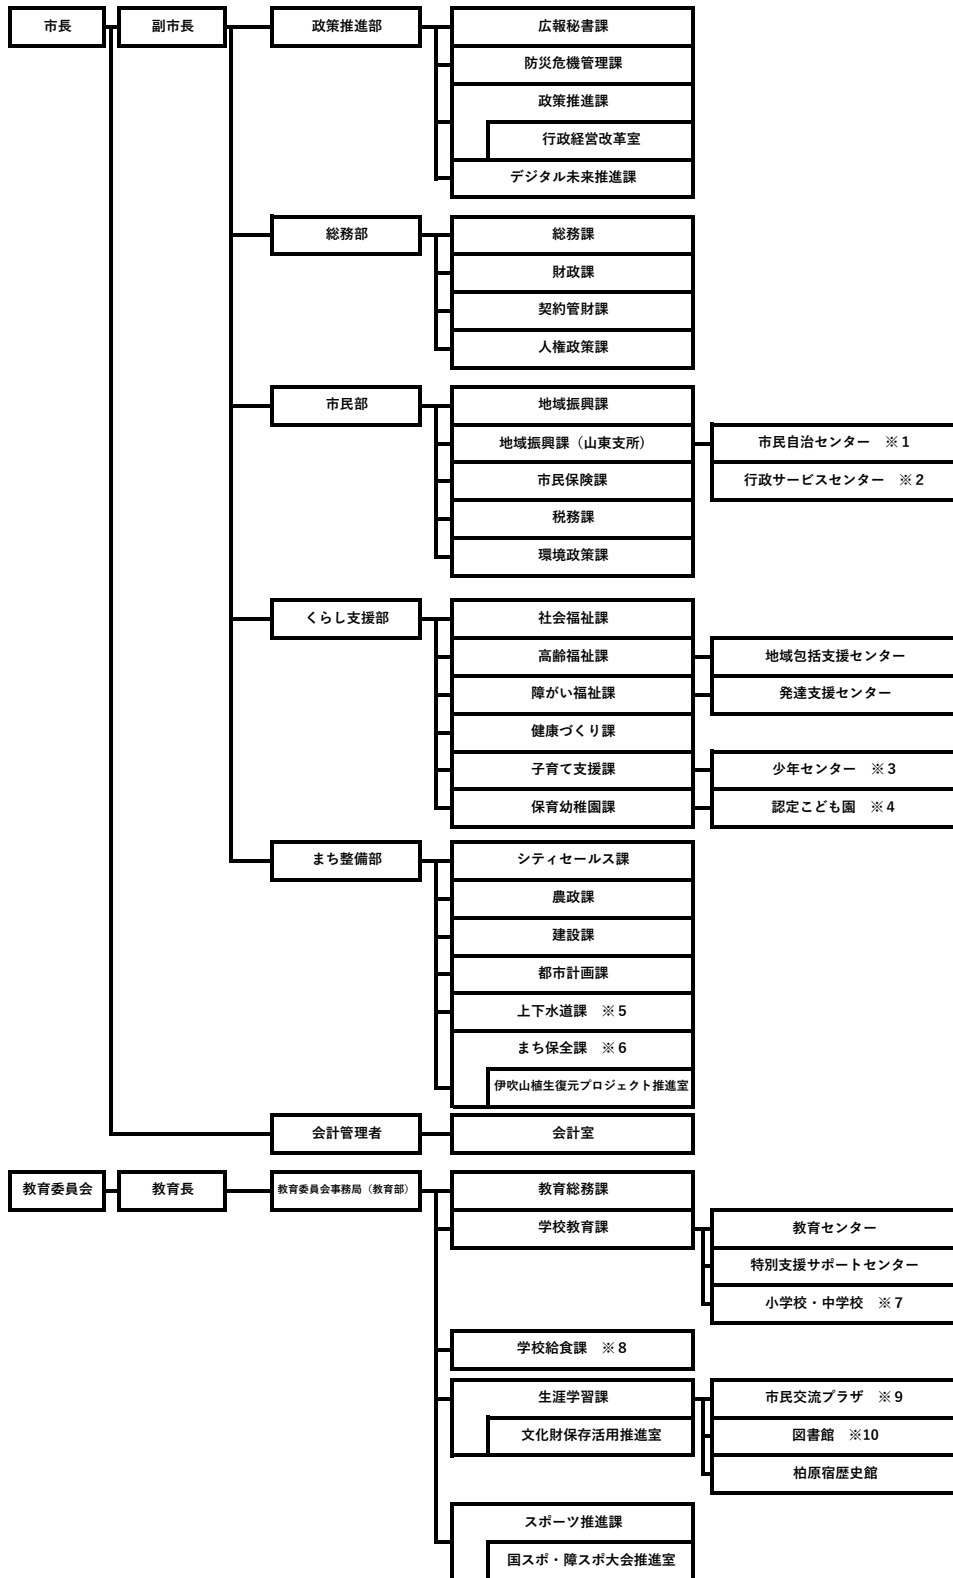 市長
副市長
政策推進部
広報秘書課
防災危機管理課
政策推進課
行政経営改革室
デジタル未来推進課
総務部
総務課
財政課
契約管財課
人権政策課
市民部
地域振興課
地域振興課（山東支所）
市民自治センター　※１
市民保険課
行政サービスセンター　※２
税務課
環境政策課
くらし支援部
社会福祉課
高齢福祉課
地域包括支援センター
障がい福祉課
発達支援センター
健康づくり課
子育て支援課
少年センター　※３
保育幼稚園課
認定こども園　※４
まち整備部
シティセールス課
農政課
建設課
都市計画課
上下水道課　※５
まち保全課　※６
伊吹山植生復元プロジェクト推進室
会計管理者
会計室
教育委員会
教育長
教育委員会事務局（教育部）
教育総務課
学校教育課
教育センター
特別支援サポートセンター
小学校・中学校　※７
学校給食課　※８
生涯学習課
市民交流プラザ　※９
文化財保存活用推進室
図書館　※10
柏原宿歴史館
スポーツ推進課
国スポ・障スポ大会推進室